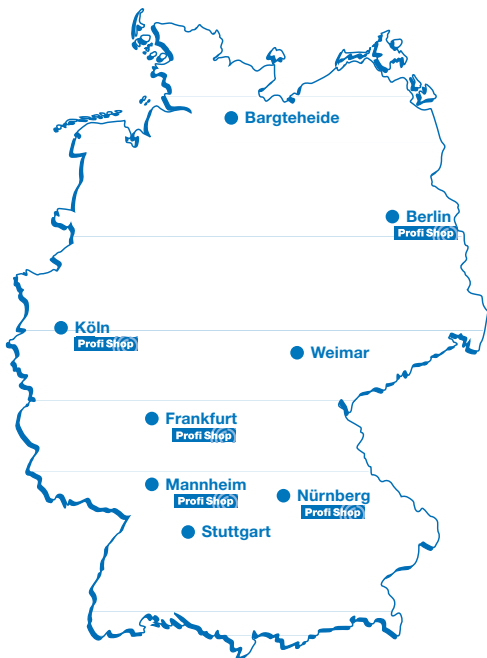 Bargteheide
Berlin
Profi Shop
Köln
Profi Shop
Weimar
Frankfurt
Profi Shop
Mannheim
Profi Shop
Nürnberg
Profi Shop
Stuttgart